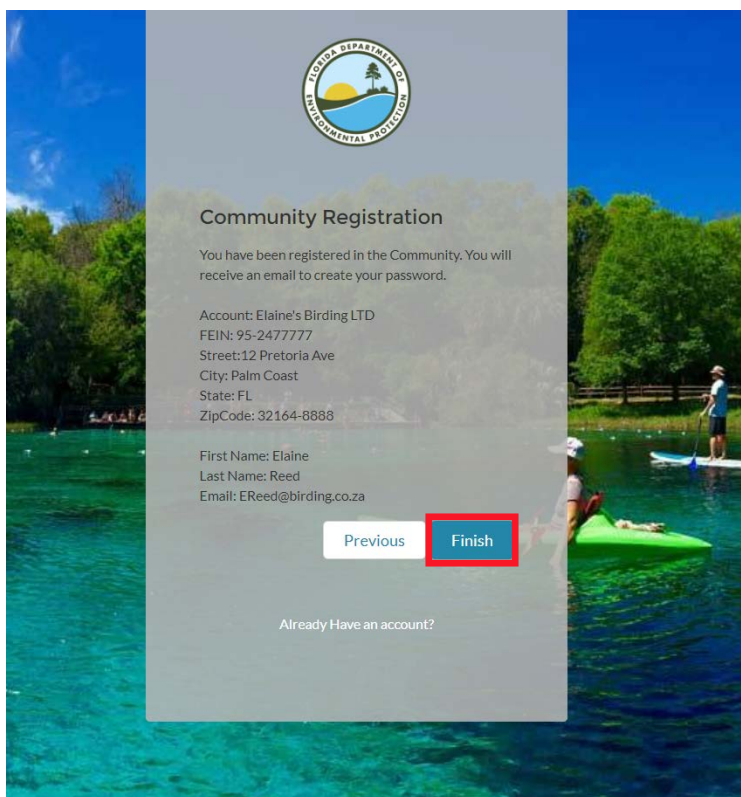 FLORIDA DEPARTMENT OF
ENVIRONMENTAL PROTECTION
Community Registration
You have been registered in the Community. You will
receive an email to create your password.
Account: Elaine's Birding LTD
FEIN: 95-2477777
Street:12 Pretoria Ave
City: Palm Coast
State: FL
ZipCode: 32164-8888
First Name: Elaine
Last Name: Reed
Email: EReed@birding.co.za
Previous
Finish
Already Have an account?